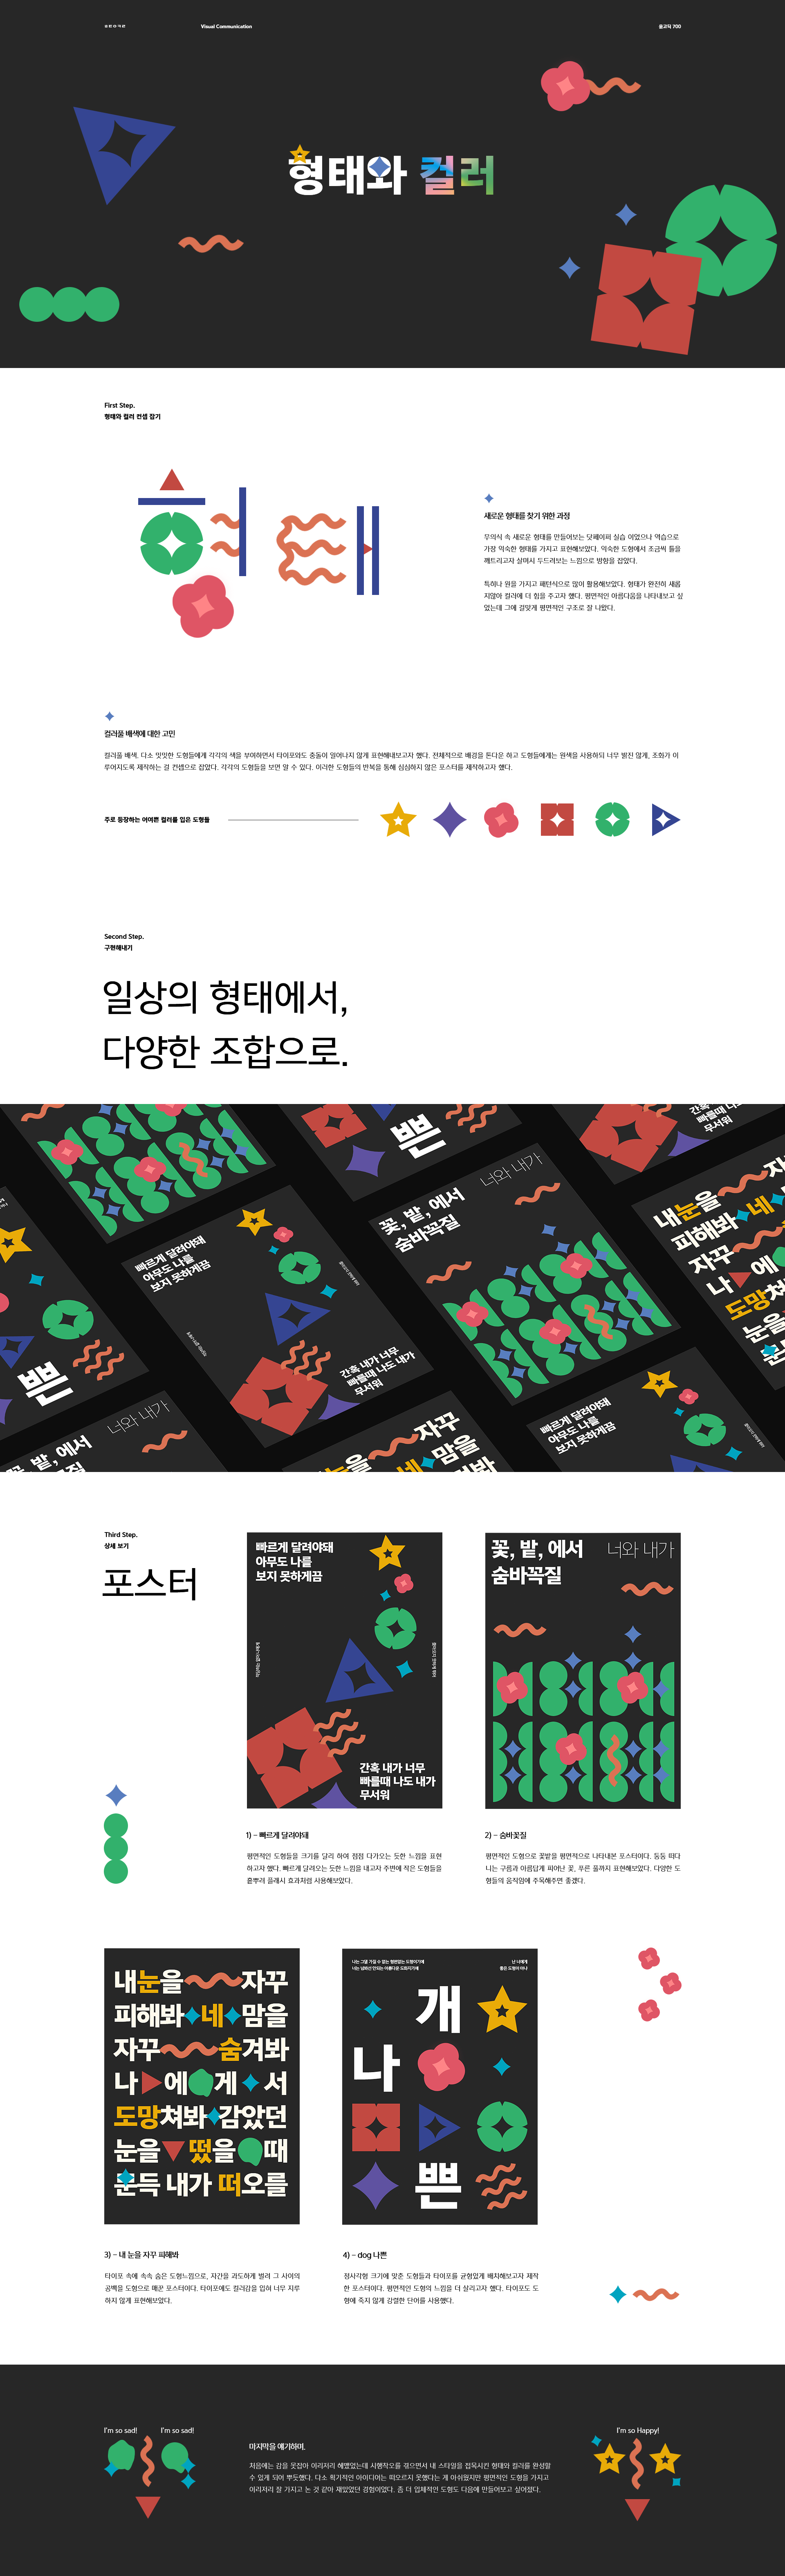 Visual Communication
윤고딕 700
형태와 컬러
First Step.
형태와 컬러 컨셉 잡기
새로운 형태를 찾기 위한 과정
무의식 속 새로운 형태를 만들어보는 닷페이퍼 실습 이었으나 역습으로
가장 익숙한 형태를 가지고 표현해보았다. 익숙한 도형에서 조금씩 틀을
깨트리고자 살며시 두드려보는 느낌으로 방향을 잡았다.
특히나 원을 가지고 패턴식으로 많이 활용해보았다. 형태가 완전히 새롭
지않아 컬러에 더 힘을 주고자 했다. 평면적인 아름다움을 나타내보고 싶
었는데 그에 걸맞게 평면적인 구조로 잘 나왔다.
컬러풀 배색에 대한 고민
컬러풀 배색. 다소 밋밋한 도형들에게 각각의 색을 부여하면서 타이포와도 충돌이 일어나지 않게 표현해내보고자 했다. 전체적으로 배경을 톤다운 하고 도형들에게는 원색을 사용하되 너무 밝진 않게, 조화가 이
루어지도록 제작하는 걸 컨셉으로 잡았다. 각각의 도형들을 보면 알 수 있다. 이러한 도형들의 반복을 통해 심심하지 않은 포스터를 제작하고자 했다.
주로 등장하는 어여쁜 컬러를 입은 도형들
Second Step.
구현해내기
일상의 형태에서,
다양한 조합으로.
쁜
너와 내가
꽃, 밭, 에서
숨바꼭질
빠르게 달려야돼
아무도 나를
보지 못하게끔
간혹 내가 너무
빠를때 나도 내가
무서워
내눈을
피해봐 네
자꾸
나 에
도망
눈을
쁜
너와 내가
빠르게 달려야돼
아무도 나를
보지 못하게끔
자꾸
네 맘을
Third Step.
상세 보기
포스터
빠르게 달려야돼
아무도 나를
보지 못하게끔
간혹 내가 너무
빠를때 나도 내가
무서워
꽃, 밭, 에서
숨바꼭질
너와 내가
1) – 빠르게 달려야돼
평면적인 도형들을 크기를 달리 하여 점점 다가오는 듯한 느낌을 표현
하고자 했다. 빠르게 달려오는 듯한 느낌을 내고자 주변에 작은 도형들을
흩뿌려 플래시 효과처럼 사용해보았다.
2) – 숨바꽃질
평면적인 도형으로 꽃밭을 평면적으로 나타내본 포스터이다. 둥둥 떠다
니는 구름과 아름답게 피어난 꽃, 푸른 풀까지 표현해보았다. 다양한 도
형들의 움직임에 주목해주면 좋겠다.
내눈을 자꾸
피해봐 네 맘을
자꾸 숨겨봐
나 에 게 서
도망쳐봐 감았던
눈을 떴을 때
문득 내가 떠오를
개
나
쁜
3) – 내 눈을 자꾸 피해봐
타이포 속에 속속 숨은 도형느낌으로, 자간을 과도하게 벌려 그 사이의
공백을 도형으로 매꾼 포스터이다. 타이포에도 컬러감을 입혀 너무 지루
하지 않게 표현해보았다.
4) – dog 나쁜
정사각형 크기에 맞춘 도형들과 타이포를 균형있게 배치해보고자 제작
한 포스터이다. 평면적인 도형의 느낌을 더 살리고자 했다. 타이포도 도
형에 죽지 않게 강렬한 단어를 사용했다.
I'm so sad! I'm so sad!
마지막을 얘기하며.
처음에는 감을 못잡아 이리저리 헤맸었는데 시행착오를 겪으면서 내 스타일을 접목시킨 형태와 컬러를 완성할
수 있게 되어 뿌듯했다. 다소 획기적인 아이디어는 떠오르지 못했다는 게 아쉬웠지만 평면적인 도형을 가지고
이리저리 잘 가지고 논 것 같아 재밌었던 경험이었다. 좀 더 입체적인 도형도 다음에 만들어보고 싶어졌다.
I'm so Happy!